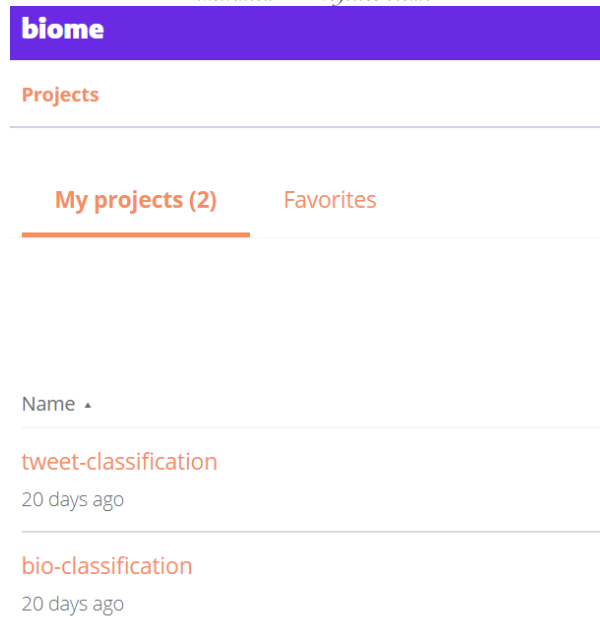 biome
Projects
My projects (2) Favorites
Name ▲
tweet-classification
20 days ago
bio-classification
20 days ago